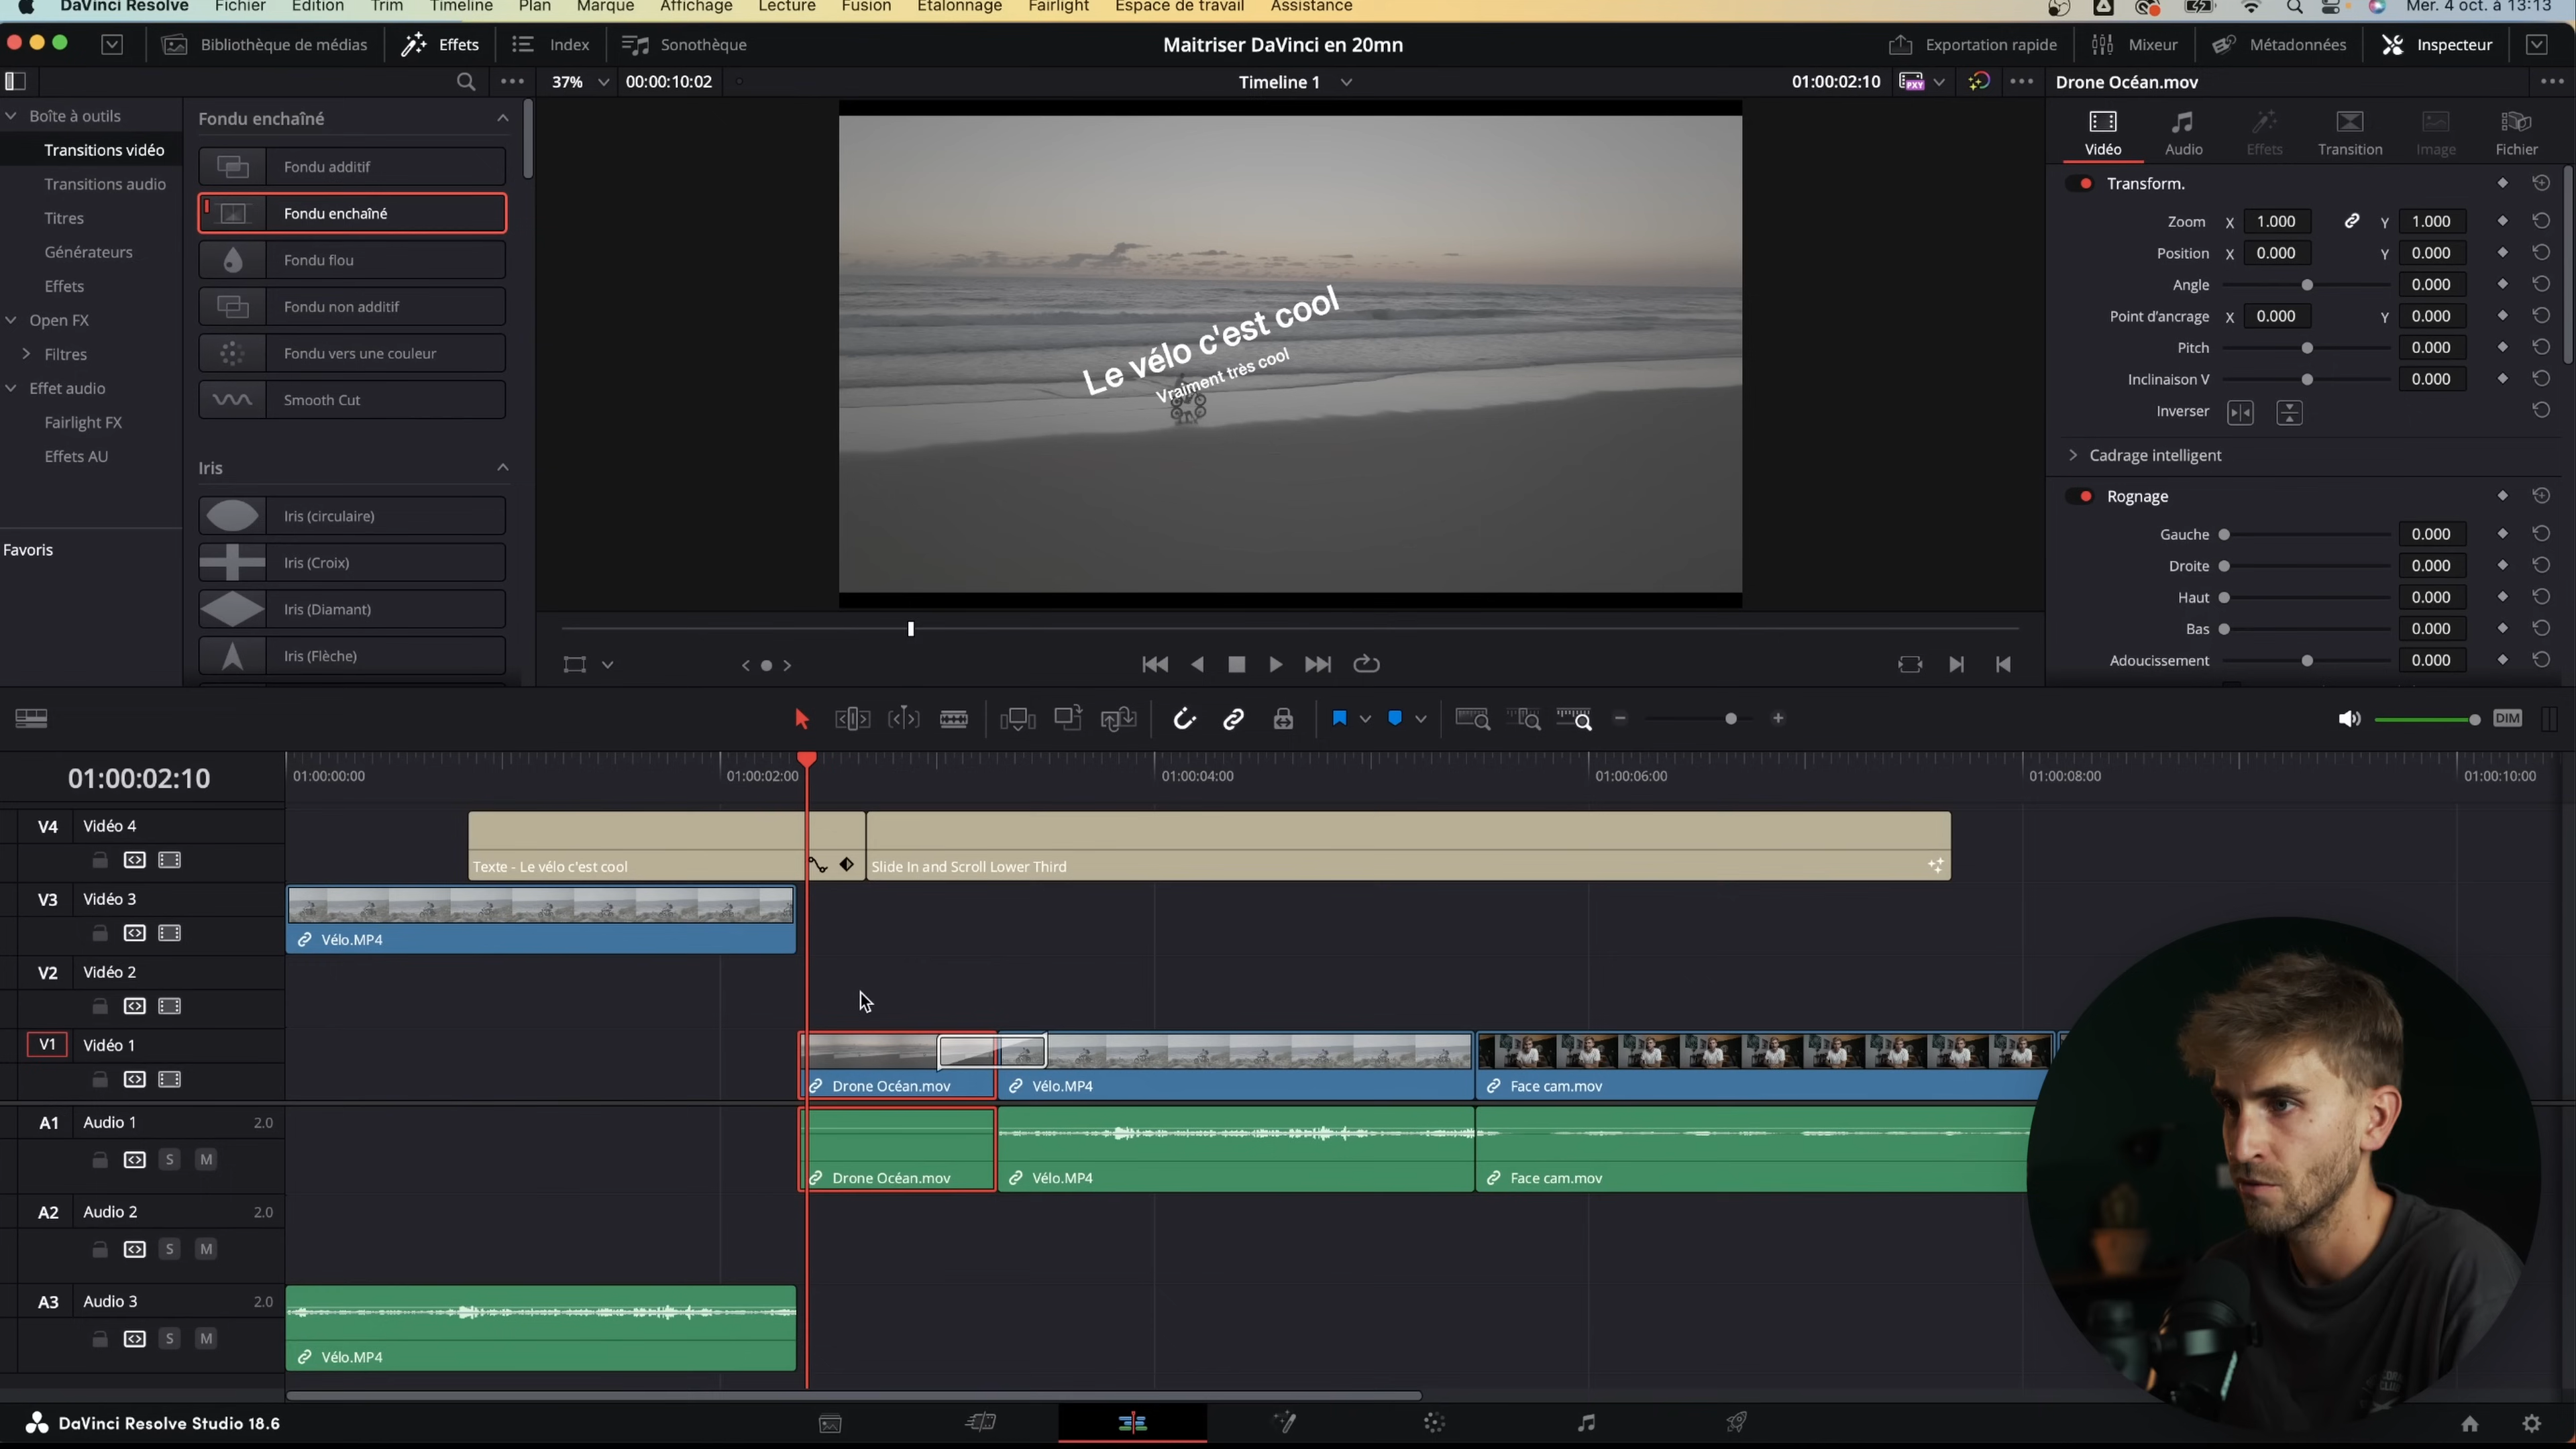 DaVinci Resolve Fichier Edition Trim Timeline Plan Marque Affichage Lecture Fusion Etalonnage Fairlight Espace de travail Assistance Mer. 4 oct. à 13:13
Bibliothèque de médias Effets Index Sonothèque Maitriser DaVinci en 20mn Exportation rapide Mixeur Métadonnées Inspecteur
37% 00:00:10:02 Timeline 1 01:00:02:10 PXY Drone Océan.mov
Boîte à outils
Transitions vidéo
Transitions audio
Titres
Générateurs
Effets
Open FX
Filtres
Effet audio
Fairlight FX
Effets AU
Favoris
Fondu enchaîné
Fondu additif
Fondu enchaîné
Fondu flou
Fondu non additif
Fondu vers une couleur
Smooth Cut
Iris
Iris (circulaire)
Iris (Croix)
Iris (Diamant)
Iris (Flèche)
Le vélo c'est cool
Vraiment très cool
Vidéo Audio Effets Transition Image Fichier
Transform.
Zoom X 1.000 Y 1.000
Position X 0.000 Y 0.000
Angle 0.000
Point d'ancrage X 0.000 Y 0.000
Pitch 0.000
Inclinaison V 0.000
Inverser
Cadrage intelligent
Rognage
Gauche 0.000
Droite 0.000
Haut 0.000
Bas 0.000
Adoucissement 0.000
DIM
01:00:02:10 01:00:00:00 01:00:02:00 01:00:04:00 01:00:06:00 01:00:08:00 01:00:10:00
V4 Vidéo 4
Texte - Le vélo c'est cool Slide In and Scroll Lower Third
V3 Vidéo 3
Vélo.MP4
V2 Vidéo 2
V1 Vidéo 1
Drone Océan.mov Vélo.MP4 Face cam.mov
A1 Audio 1 2.0
S M
Drone Océan.mov Vélo.MP4 Face cam.mov
A2 Audio 2 2.0
S M
A3 Audio 3 2.0
S M
Vélo.MP4
DaVinci Resolve Studio 18.6